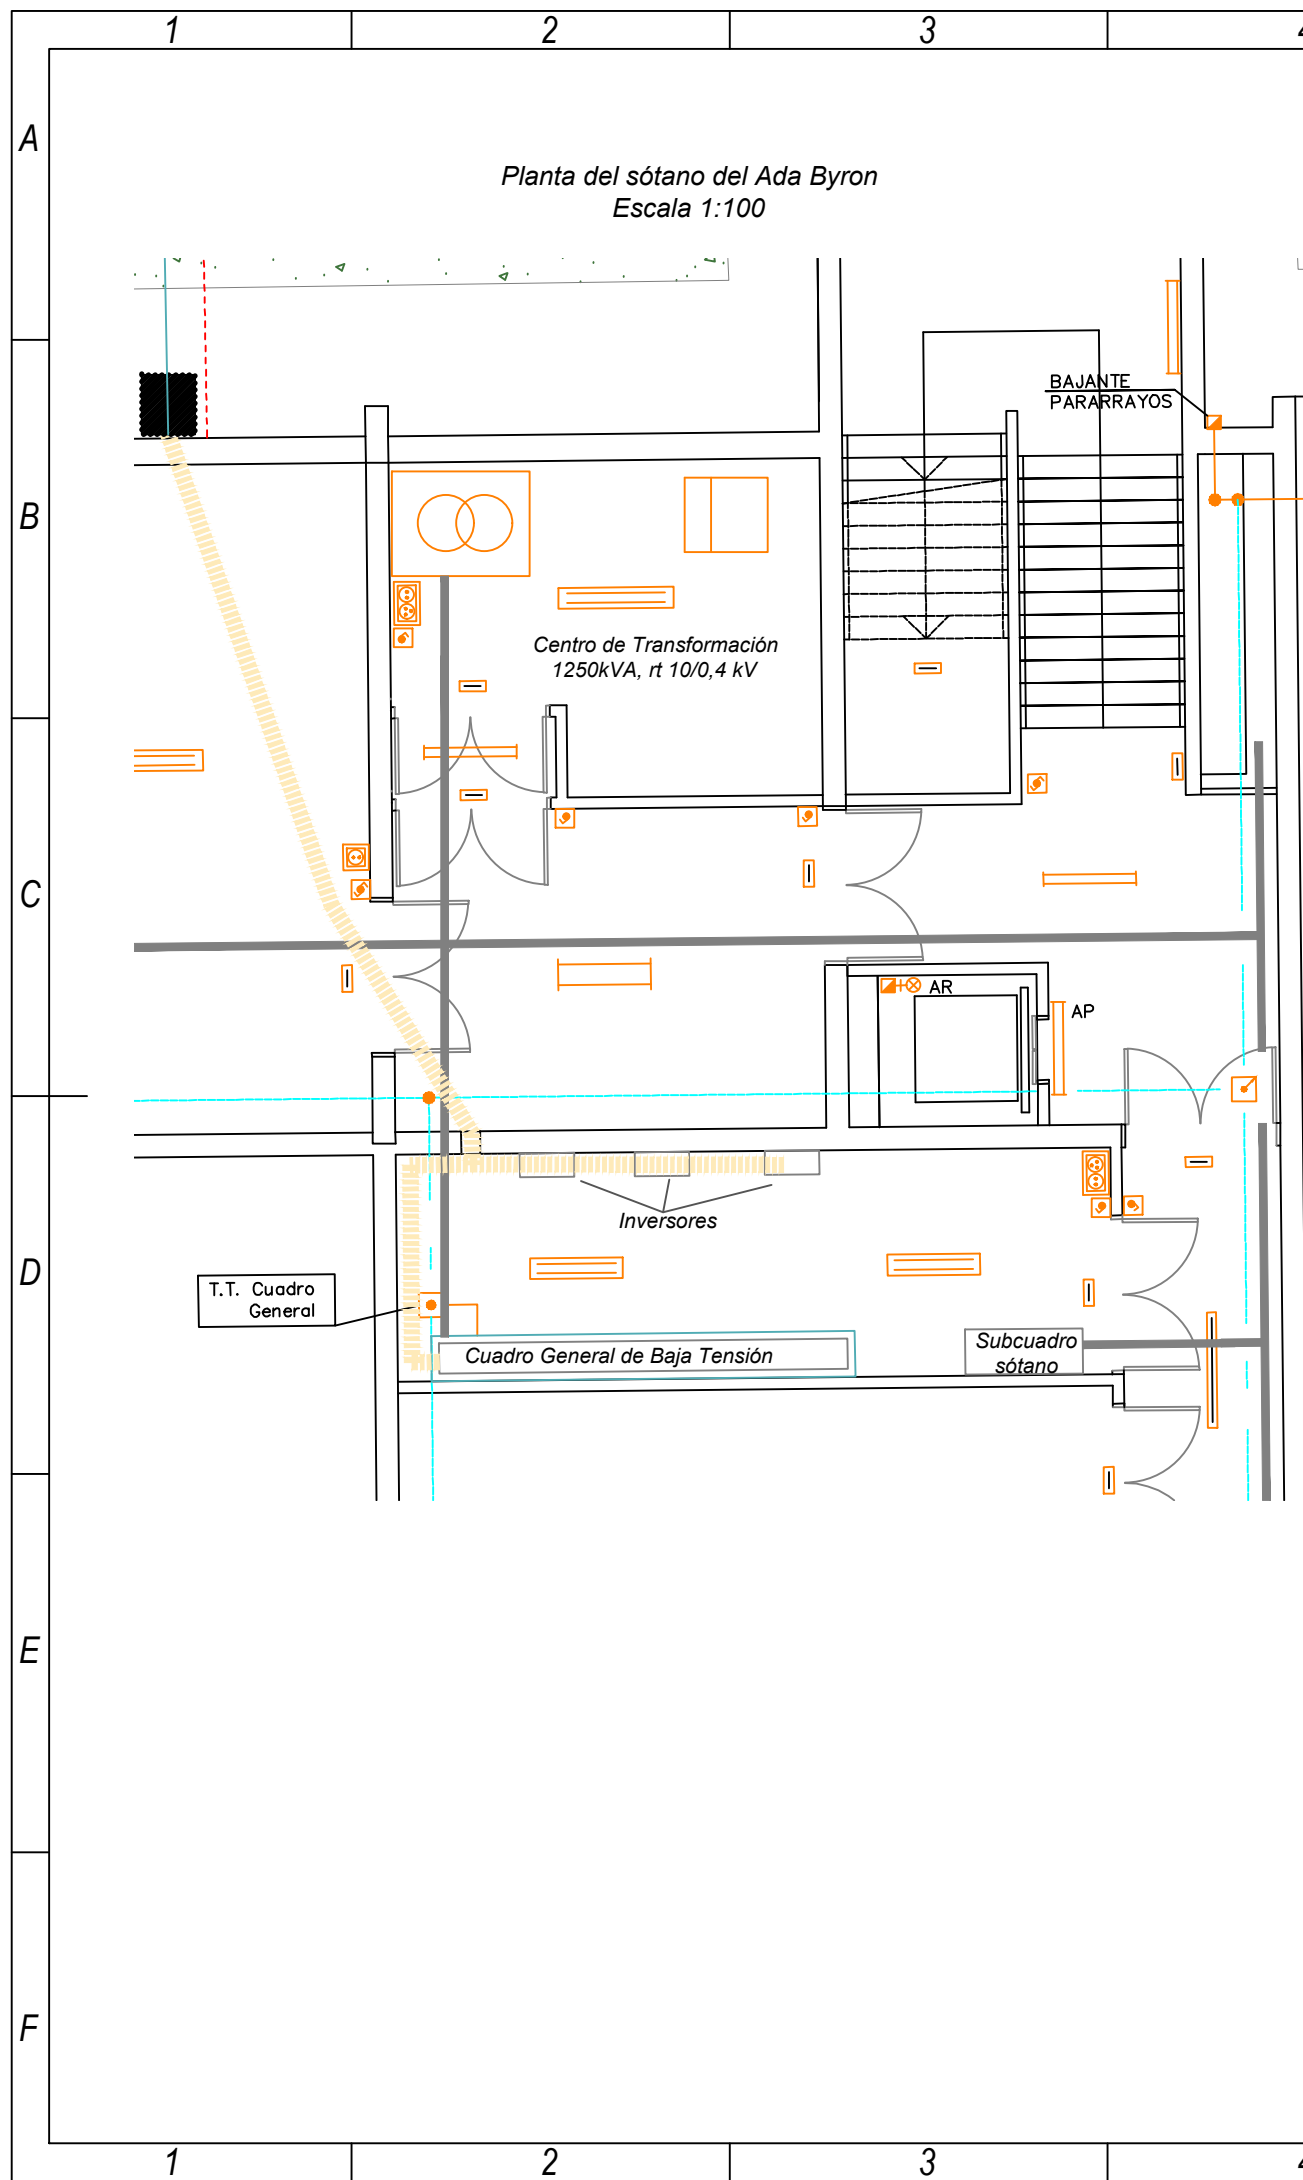 1 2 3
A
Planta del sótano del Ada Byron
Escala 1:100
BAJANTE
PARARRAYOS
B
Centro de Transformación
1250kVA, rt 10/0,4 kV
C
AR
AP
Inversores
D
T.T. Cuadro
General
Cuadro General de Baja Tensión
Subcuadro
sótano
E
F
1 2 3